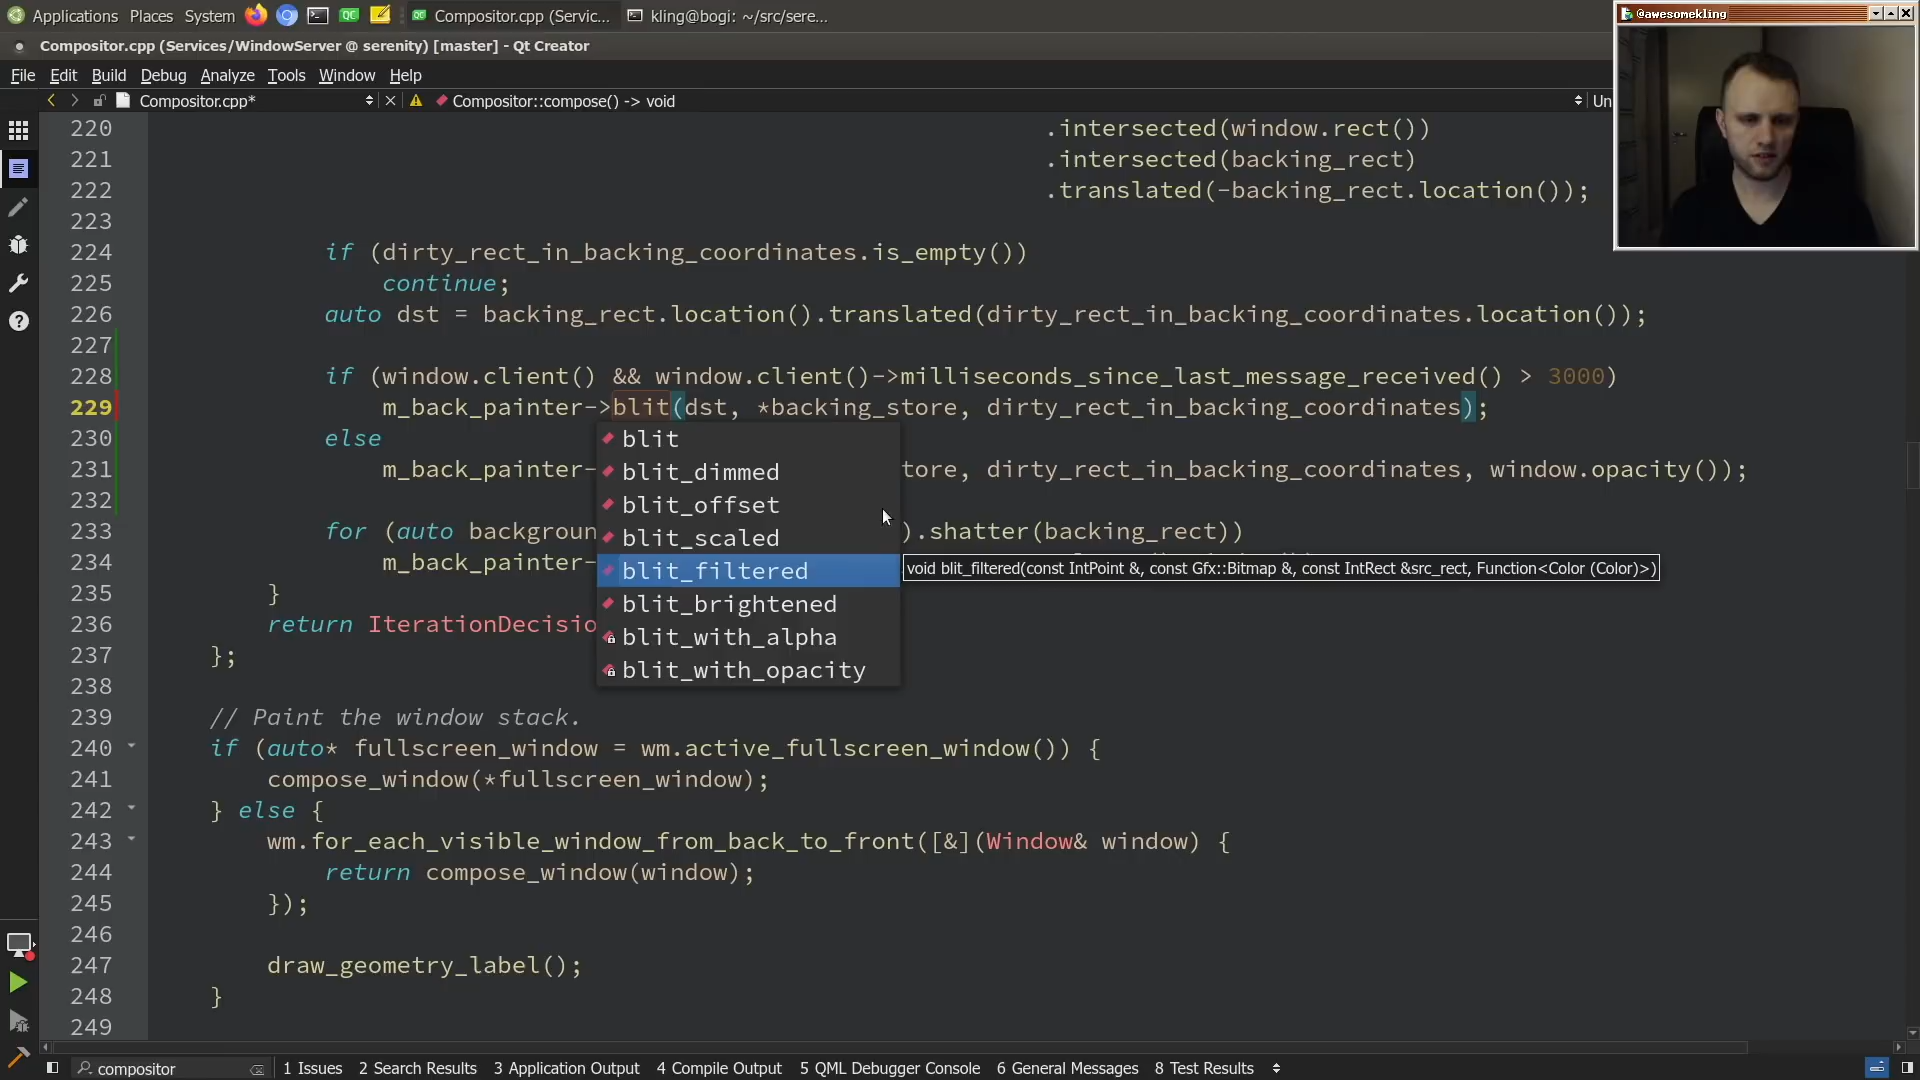 Applications Places System Compositor.cpp (Servic... kling@bogi: ~/src/sere...
@awesomekling
Compositor.cpp (Services/WindowServer @ serenity) [master] - Qt Creator
File Edit Build Debug Analyze Tools Window Help
Compositor.cpp* Compositor::compose() -> void Un
220 .intersected(window.rect())
221 .intersected(backing_rect)
222 .translated(-backing_rect.location());
223
224 if (dirty_rect_in_backing_coordinates.is_empty())
225 continue;
226 auto dst = backing_rect.location().translated(dirty_rect_in_backing_coordinates.location());
227
228 if (window.client() && window.client()->milliseconds_since_last_message_received() > 3000)
229 m_back_painter->blit(dst, *backing_store, dirty_rect_in_backing_coordinates);
230 else
231 m_back_painter- tore, dirty_rect_in_backing_coordinates, window.opacity());
232
233 for (auto backgroun ).shatter(backing_rect))
234 m_back_painter-
235 }
236 return IterationDecisio
237 };
238
239 // Paint the window stack.
240 if (auto* fullscreen_window = wm.active_fullscreen_window()) {
241 compose_window(*fullscreen_window);
242 } else {
243 wm.for_each_visible_window_from_back_to_front([&](Window& window) {
244 return compose_window(window);
245 });
246
247 draw_geometry_label();
248 }
249
blit
blit_dimmed
blit_offset
blit_scaled
blit_filtered
void blit_filtered(const IntPoint &, const Gfx::Bitmap &, const IntRect &src_rect, Function<Color (Color)>)
blit_brightened
blit_with_alpha
blit_with_opacity
compositor 1 Issues 2 Search Results 3 Application Output 4 Compile Output 5 QML Debugger Console 6 General Messages 8 Test Results